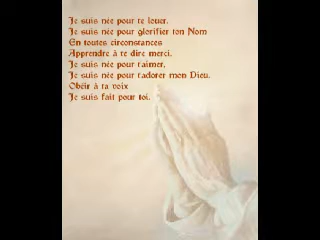 Je suis née pour te louer.
Je suis née pour glorifier ton Nom
En toutes circonstances
Apprendre à te dire merci.
Je suis née pour t'aimer,
Je suis née pour t'adorer mon Dieu.
Obéir à ta voix
Je suis fait pour toi.